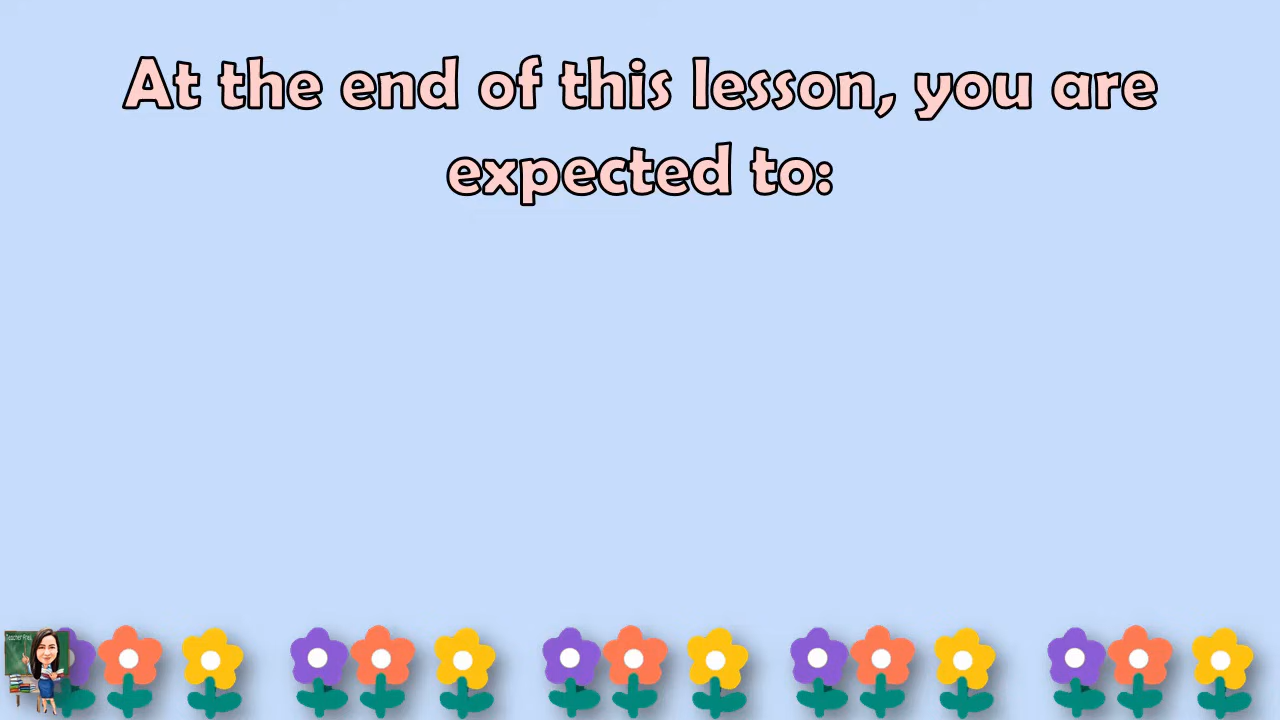 At the end of this lesson, you are
expected to: